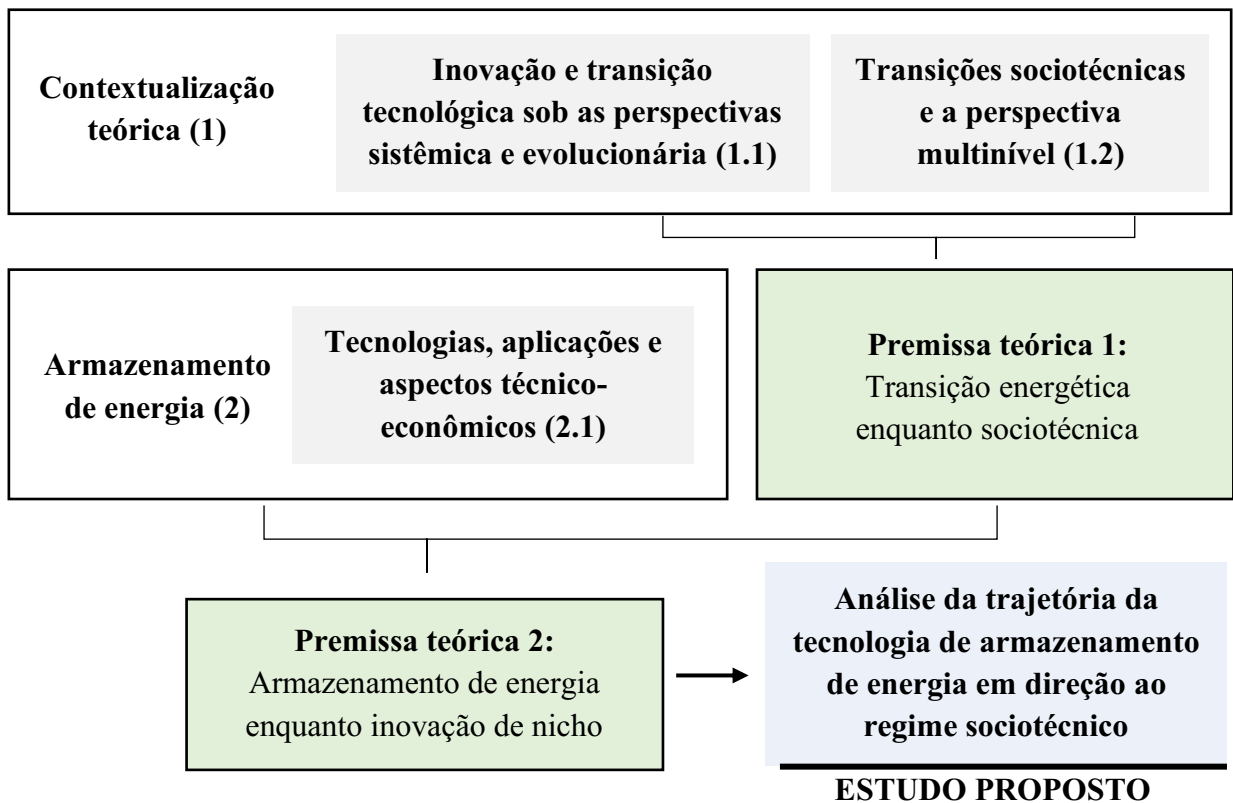 Contextualização
teórica (1)
Inovação e transição
tecnológica sob as perspectivas
sistêmica e evolucionária (1.1)
Transições sociotécnicas
e a perspectiva
multinível (1.2)
Armazenamento
de energia (2)
Tecnologias, aplicações e
aspectos técnico-
econômicos (2.1)
Premissa teórica 1:
Transição energética
enquanto sociotécnica
Premissa teórica 2:
Armazenamento de energia
enquanto inovação de nicho
Análise da trajetória da
tecnologia de armazenamento
de energia em direção ao
regime sociotécnico
ESTUDO PROPOSTO